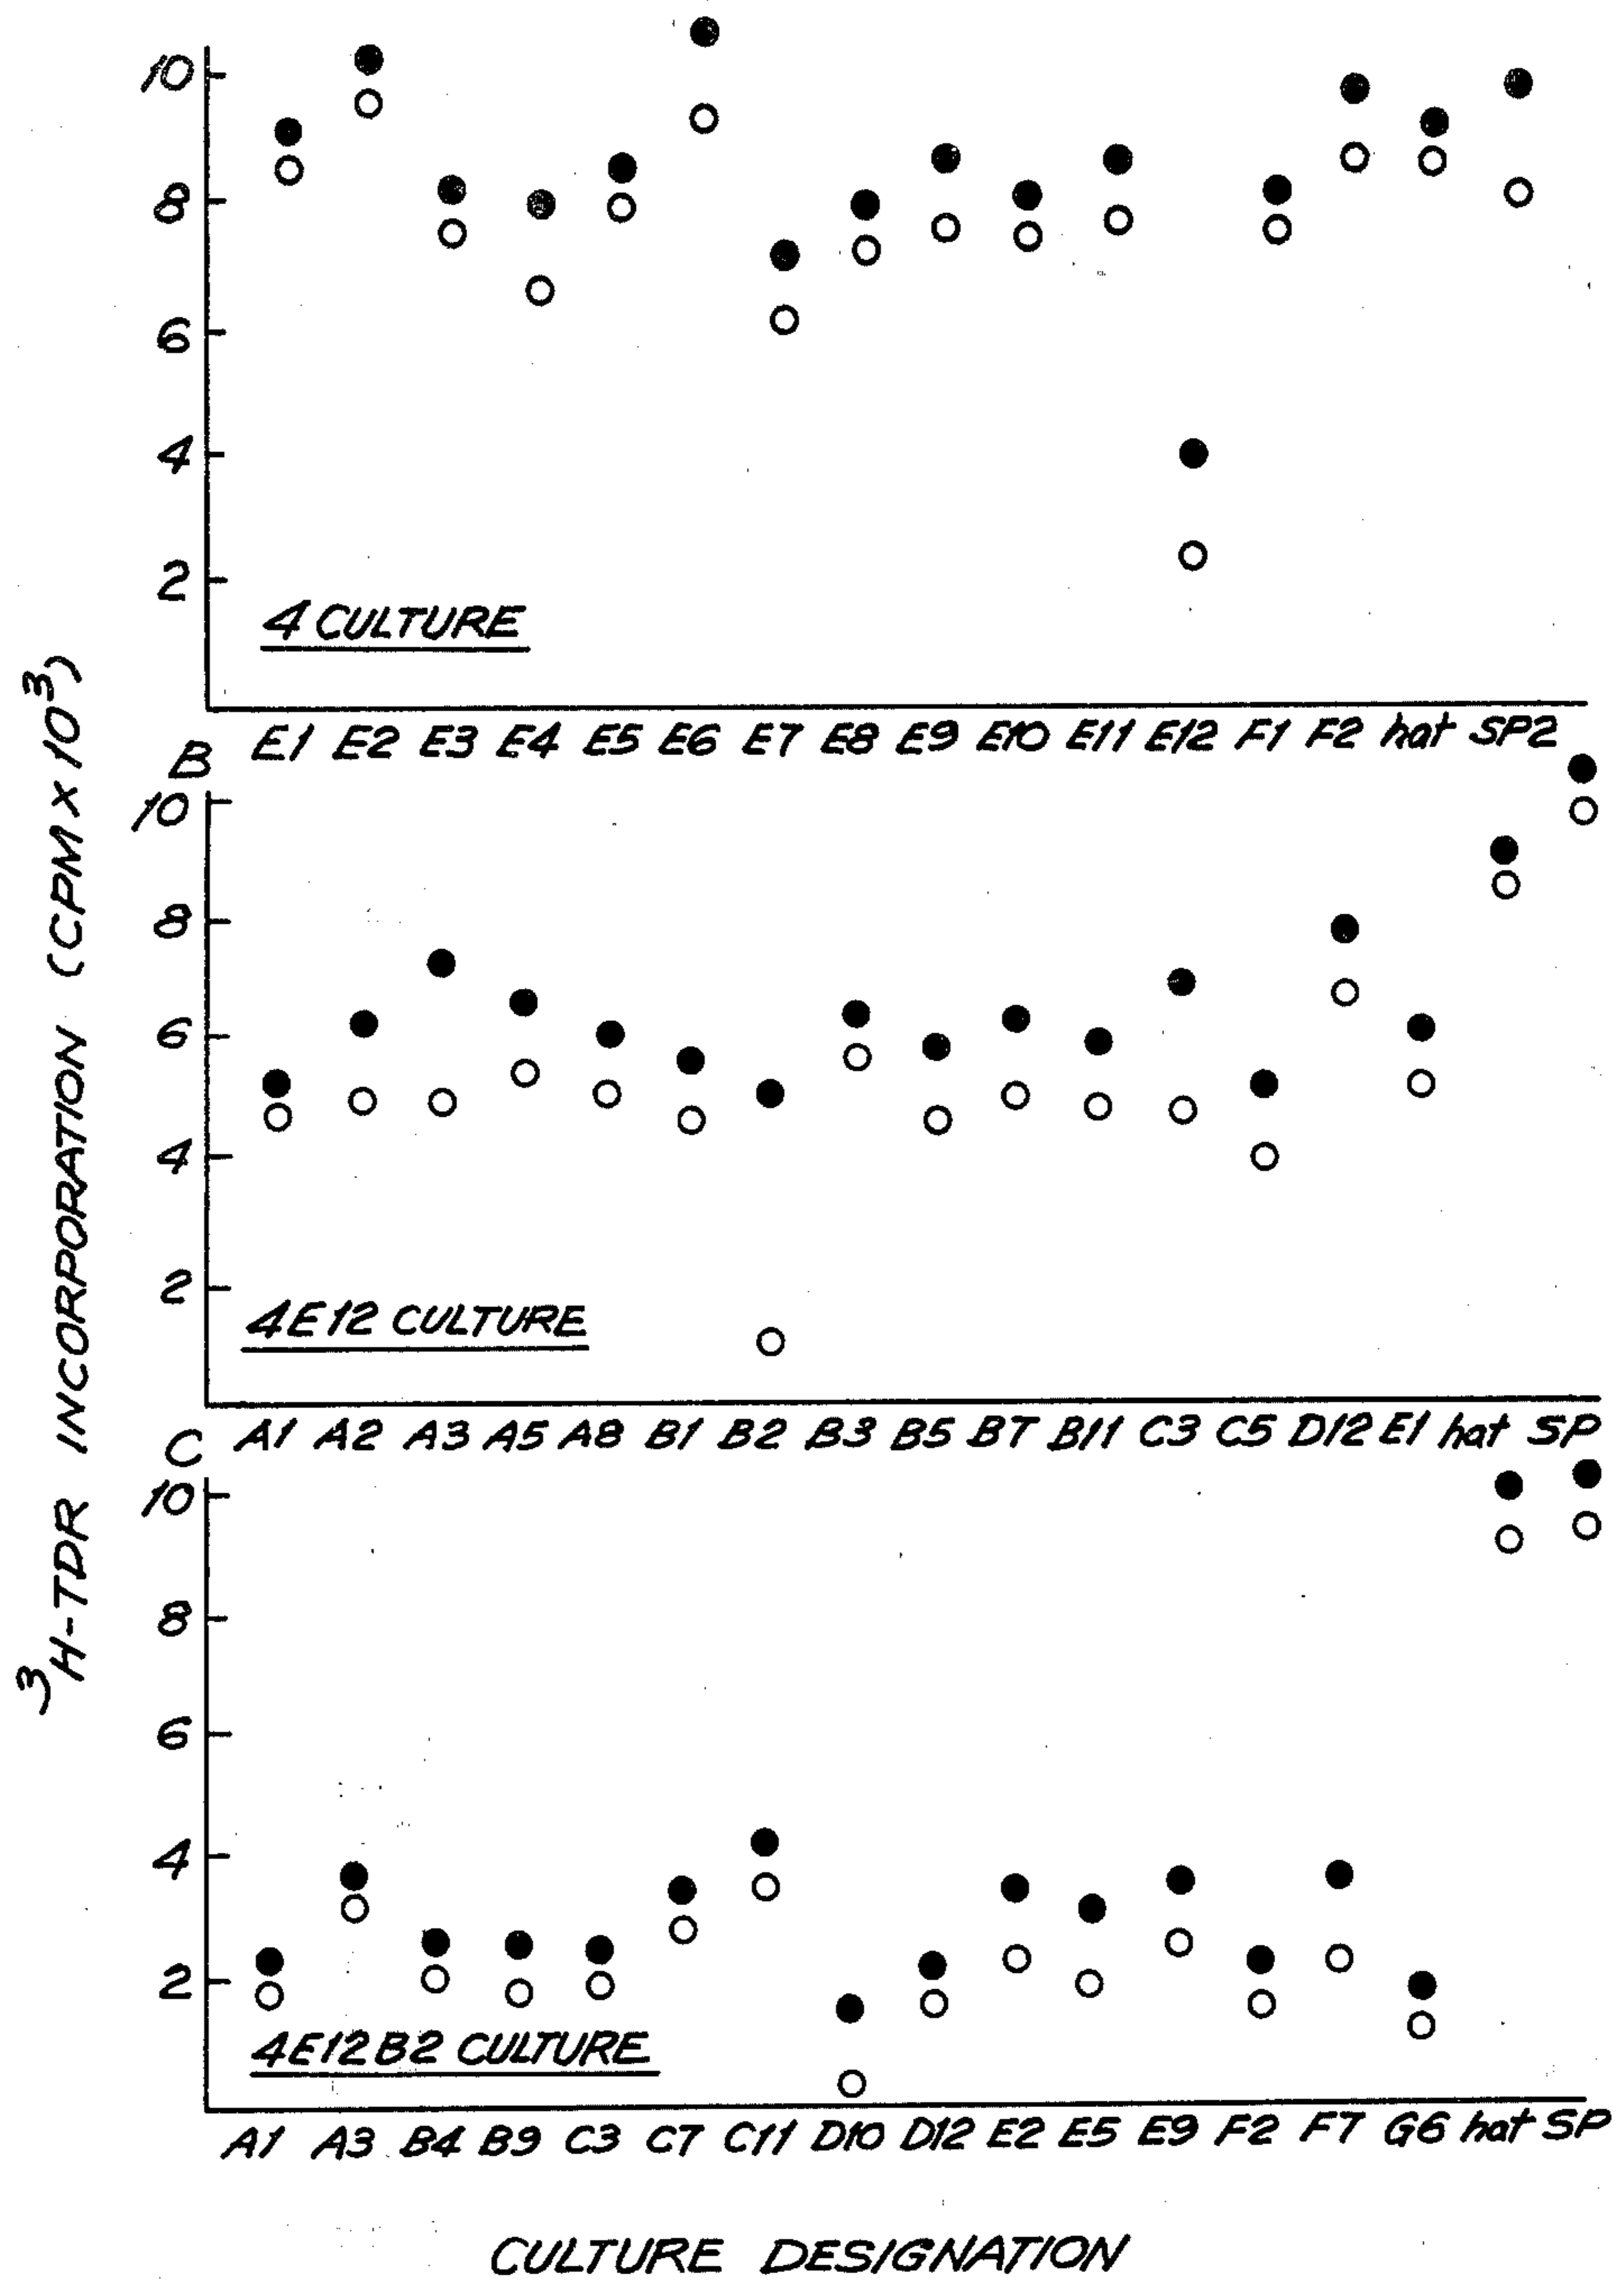 10
8
6
4
2
4 CULTURE
E1 E2 E3 E4 E5 E6 E7 E8 E9 E10 E11 E12 F1 F2 hat SP2
B
10
8
6
4
2
4E12 CULTURE
A1 A2 A3 A5 A8 B1 B2 B3 B5 B7 B11 C3 C5 D12 E1 hat SP
C
10
8
6
4
2
4E12B2 CULTURE
A1 A3 B4 B9 C3 C7 C11 D10 D12 E2 E5 E9 F2 F7 G6 hat SP
³H-TDR INCORPORATION (CPM x 10³)
CULTURE DESIGNATION